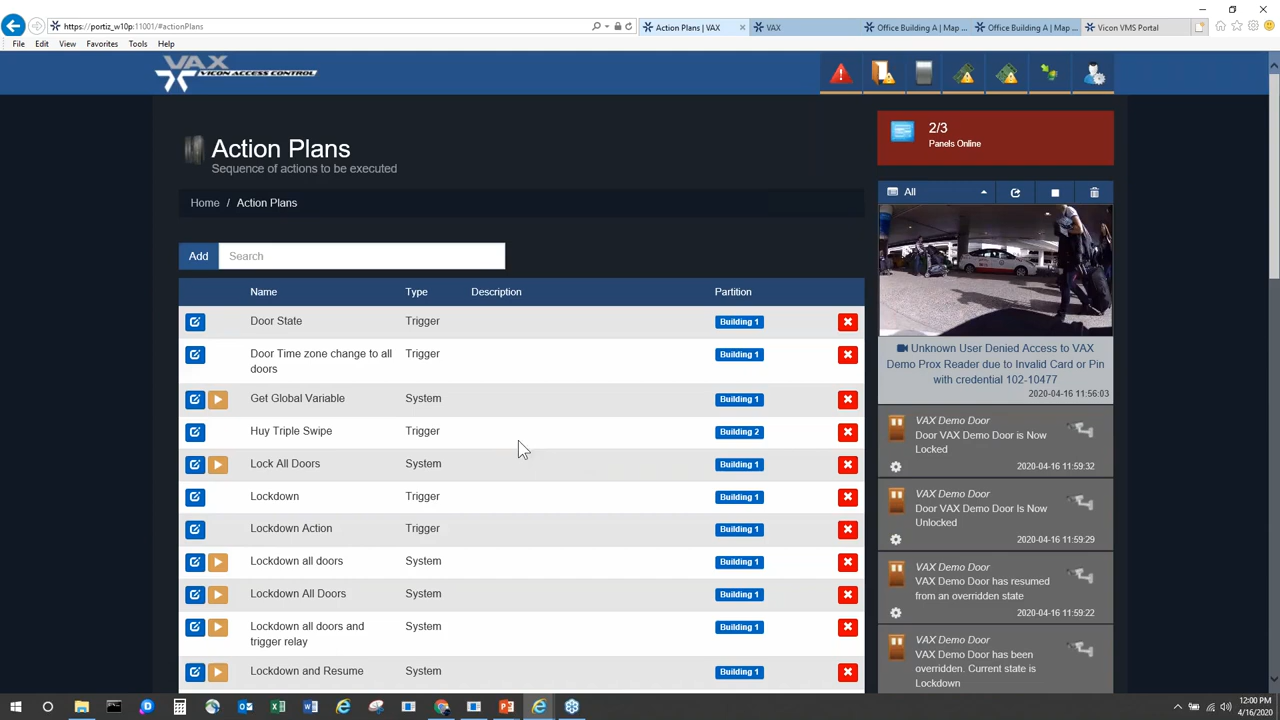 https://portiz_w10p:11001/#actionPlans
Action Plans | VAX
VAX
Office Building A | Map ...
Office Building A | Map ...
Vicon VMS Portal
File Edit View Favorites Tools Help
VAX
VICON ACCESS CONTROL
Action Plans
Sequence of actions to be executed
Home / Action Plans
Add Search
Name Type Description Partition
Door State Trigger Building 1
Door Time zone change to all Trigger Building 1
doors
Get Global Variable System Building 1
Huy Triple Swipe Trigger Building 2
Lock All Doors System Building 1
Lockdown Trigger Building 1
Lockdown Action Trigger Building 1
Lockdown all doors System Building 1
Lockdown All Doors System Building 1
Lockdown all doors and System Building 1
trigger relay
Lockdown and Resume System Building 1
2/3
Panels Online
All
Unknown User Denied Access to VAX
Demo Prox Reader due to Invalid Card or Pin
with credential 102-10477
2020-04-16 11:56:03
VAX Demo Door
Door VAX Demo Door is Now
Locked
2020-04-16 11:59:32
VAX Demo Door
Door VAX Demo Door Is Now
Unlocked
2020-04-16 11:59:29
VAX Demo Door
VAX Demo Door has resumed
from an overridden state
2020-04-16 11:59:22
VAX Demo Door
VAX Demo Door has been
overridden. Current state is
Lockdown
12:00 PM
4/16/2020